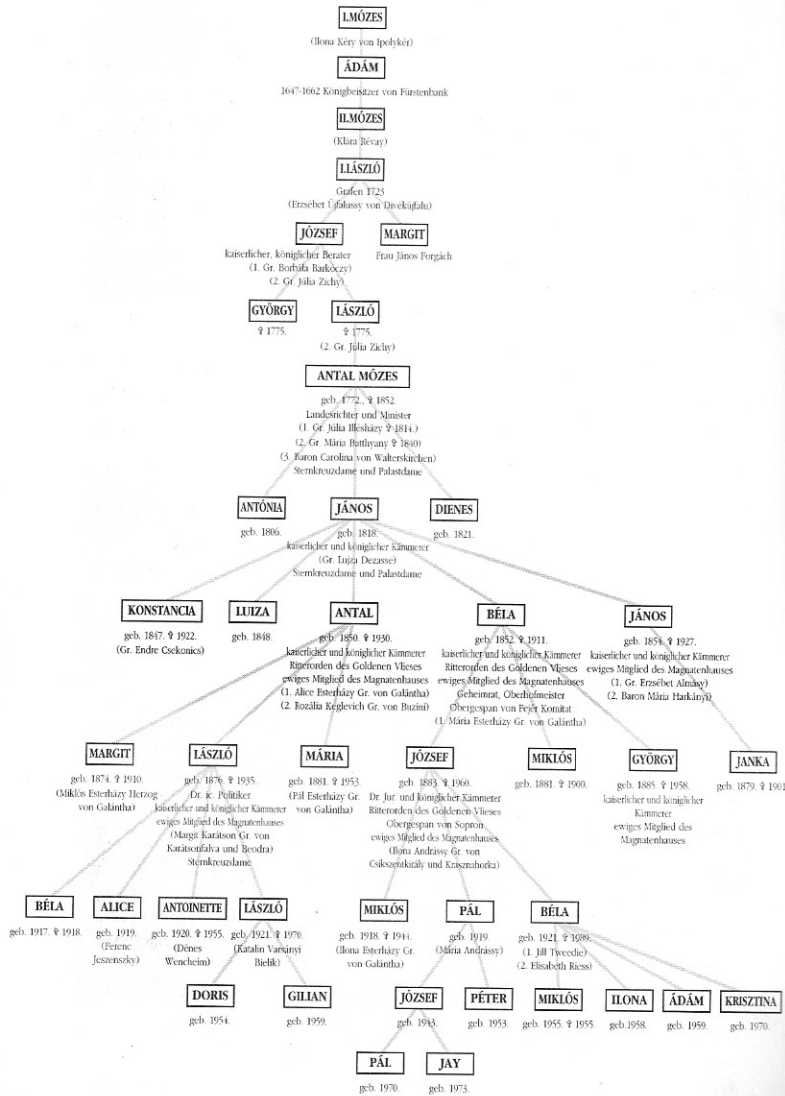 I.MÓZES
(Ilona Kéry von Ipolykér)
ÁDÁM
1647-1662 Königbeisitzer von Fürstenbank
II.MÓZES
(Klára Révay)
I.LÁSZLÓ
Grafen 1723
(Erzsébet Újfalussy von Divékújfalu)
JÓZSEF
kaiserlicher, königlicher Berater
(1. Gr. Borbála Barkóczy)
(2. Gr. Júlia Zichy)
MARGIT
Frau János Forgách
GYÖRGY
✞ 1775.
LÁSZLÓ
✞ 1775.
(2. Gr. Júlia Zichy)
ANTAL MÓZES
geb. 1772., ✞ 1852.
Landesrichter und Minister
(1. Gr. Júlia Illésházy ✞ 1814.)
(2. Gr. Mária Batthyany ✞ 1840)
(3. Baron Carolina von Walterskirchen)
Sternkreuzdame und Palastdame
ANTÓNIA
geb. 1806.
JÁNOS
geb. 1818.
kaiserlicher und königlicher Kämmerer
(Gr. Lujza Dezasse)
Sternkreuzdame und Palastdame
DIENES
geb. 1821.
KONSTANCIA
geb. 1847. ✞ 1922.
(Gr. Endre Csekonics)
LUIZA
geb. 1848.
ANTAL
geb. 1850. ✞ 1930.
kaiserlicher und königlicher Kämmerer
Ritterorden des Goldenen Vlieses
ewiges Mitglied des Magnatenhauses
(1. Alice Esterházy Gr. von Galántha)
(2. Rozália Keglevich Gr. von Buzini)
BÉLA
geb. 1852. ✞ 1911.
kaiserlicher und königlicher Kämmerer
Ritterorden des Goldenen Vlieses
ewiges Mitglied des Magnatenhauses
Geheimrat, Oberhofmeister
Obergespan von Fejér Komitat
(1. Mária Esterházy Gr. von Galántha)
JÁNOS
geb. 1854. ✞ 1927.
kaiserlicher und königlicher Kämmerer
ewiges Mitglied des Magnatenhauses
(1. Gr. Erzsébet Almásy)
(2. Baron Mária Harkányi)
MARGIT
geb. 1874. ✞ 1910.
(Miklós Esterházy Herzog
von Galántha)
LÁSZLÓ
geb. 1876. ✞ 1935.
Dr. ic. Politiker
kaiserlicher und königlicher Kämmerer
ewiges Mitglied des Magnatenhauses
(Margit Karátson Gr. von
Karátsonfalva und Beodra)
Sternkreuzdame
MÁRIA
geb. 1881. ✞ 1953.
(Pál Esterházy Gr.
von Galántha)
JÓZSEF
geb. 1883. ✞ 1960.
Dr. Jur. und königlicher Kämmerer
Ritterorden des Goldenen Vlieses
Obergespan von Sopron
ewiges Mitglied des Magnatenhauses
(Ilona Andrássy Gr. von
Csikszentkirály und Krasznahorka)
MIKLÓS
geb. 1881. ✞ 1900.
GYÖRGY
geb. 1885. ✞ 1958.
kaiserlicher und königlicher
Kämmerer
ewiges Mitglied des
Magnatenhauses
JANKA
geb. 1879. ✞ 1901.
BÉLA
geb. 1917. ✞ 1918.
ALICE
geb. 1919.
(Ferenc
Jeszenszky)
ANTOINETTE
geb. 1920. ✞ 1955.
(Dénes
Wencheim)
LÁSZLÓ
geb. 1921. ✞ 1970.
(Katalin Varsányi
Bielik)
MIKLÓS
geb. 1918. ✞ 1944.
(Ilona Esterházy Gr.
von Galántha)
PÁL
geb. 1919.
(Mária Andrássy)
BÉLA
geb. 1921. ✞ 1989.
(1. Jill Tweedie)
(2. Elisabeth Riess)
DORIS
geb. 1954.
GILIAN
geb. 1959.
JÓZSEF
geb. 1943.
PÉTER
geb. 1953.
MIKLÓS
geb. 1955. ✞ 1955.
ILONA
geb.1958.
ÁDÁM
geb. 1959.
KRISZTINA
geb. 1970.
PÁL
geb. 1970.
JAY
geb. 1973.